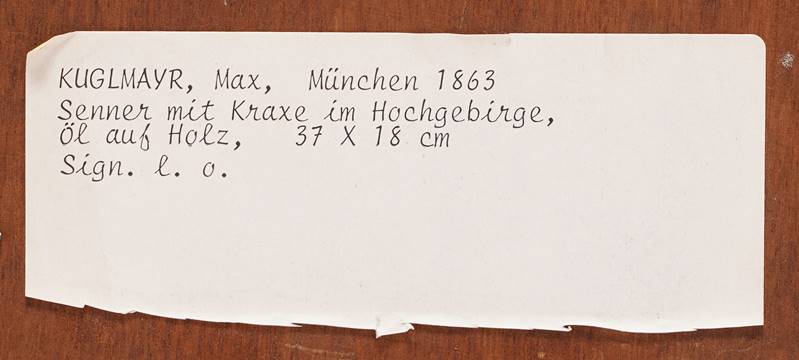 KUGLMAYR, Max, München 1863
Senner mit Kraxe im Hochgebirge,
Öl auf Holz, 37 X 18 cm
Sign. l. o.